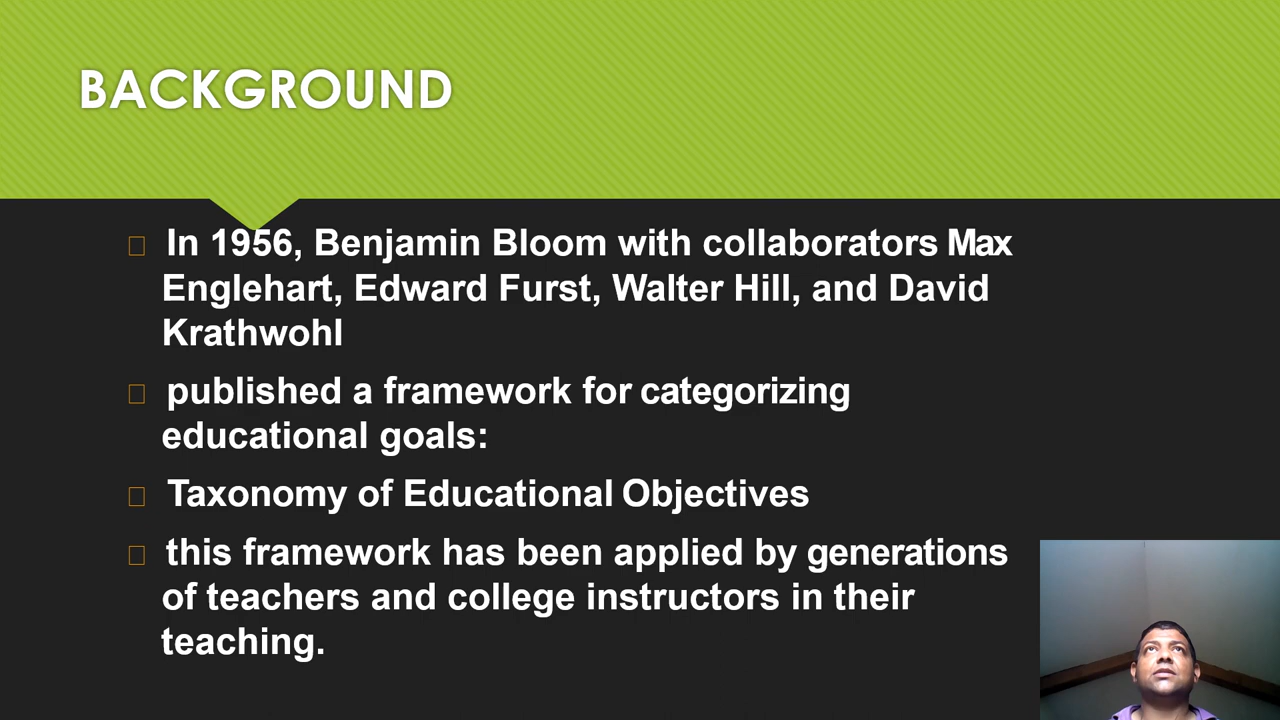 BACKGROUND
In 1956, Benjamin Bloom with collaborators Max
Englehart, Edward Furst, Walter Hill, and David
Krathwohl
published a framework for categorizing
educational goals:
Taxonomy of Educational Objectives
this framework has been applied by generations
of teachers and college instructors in their
teaching.